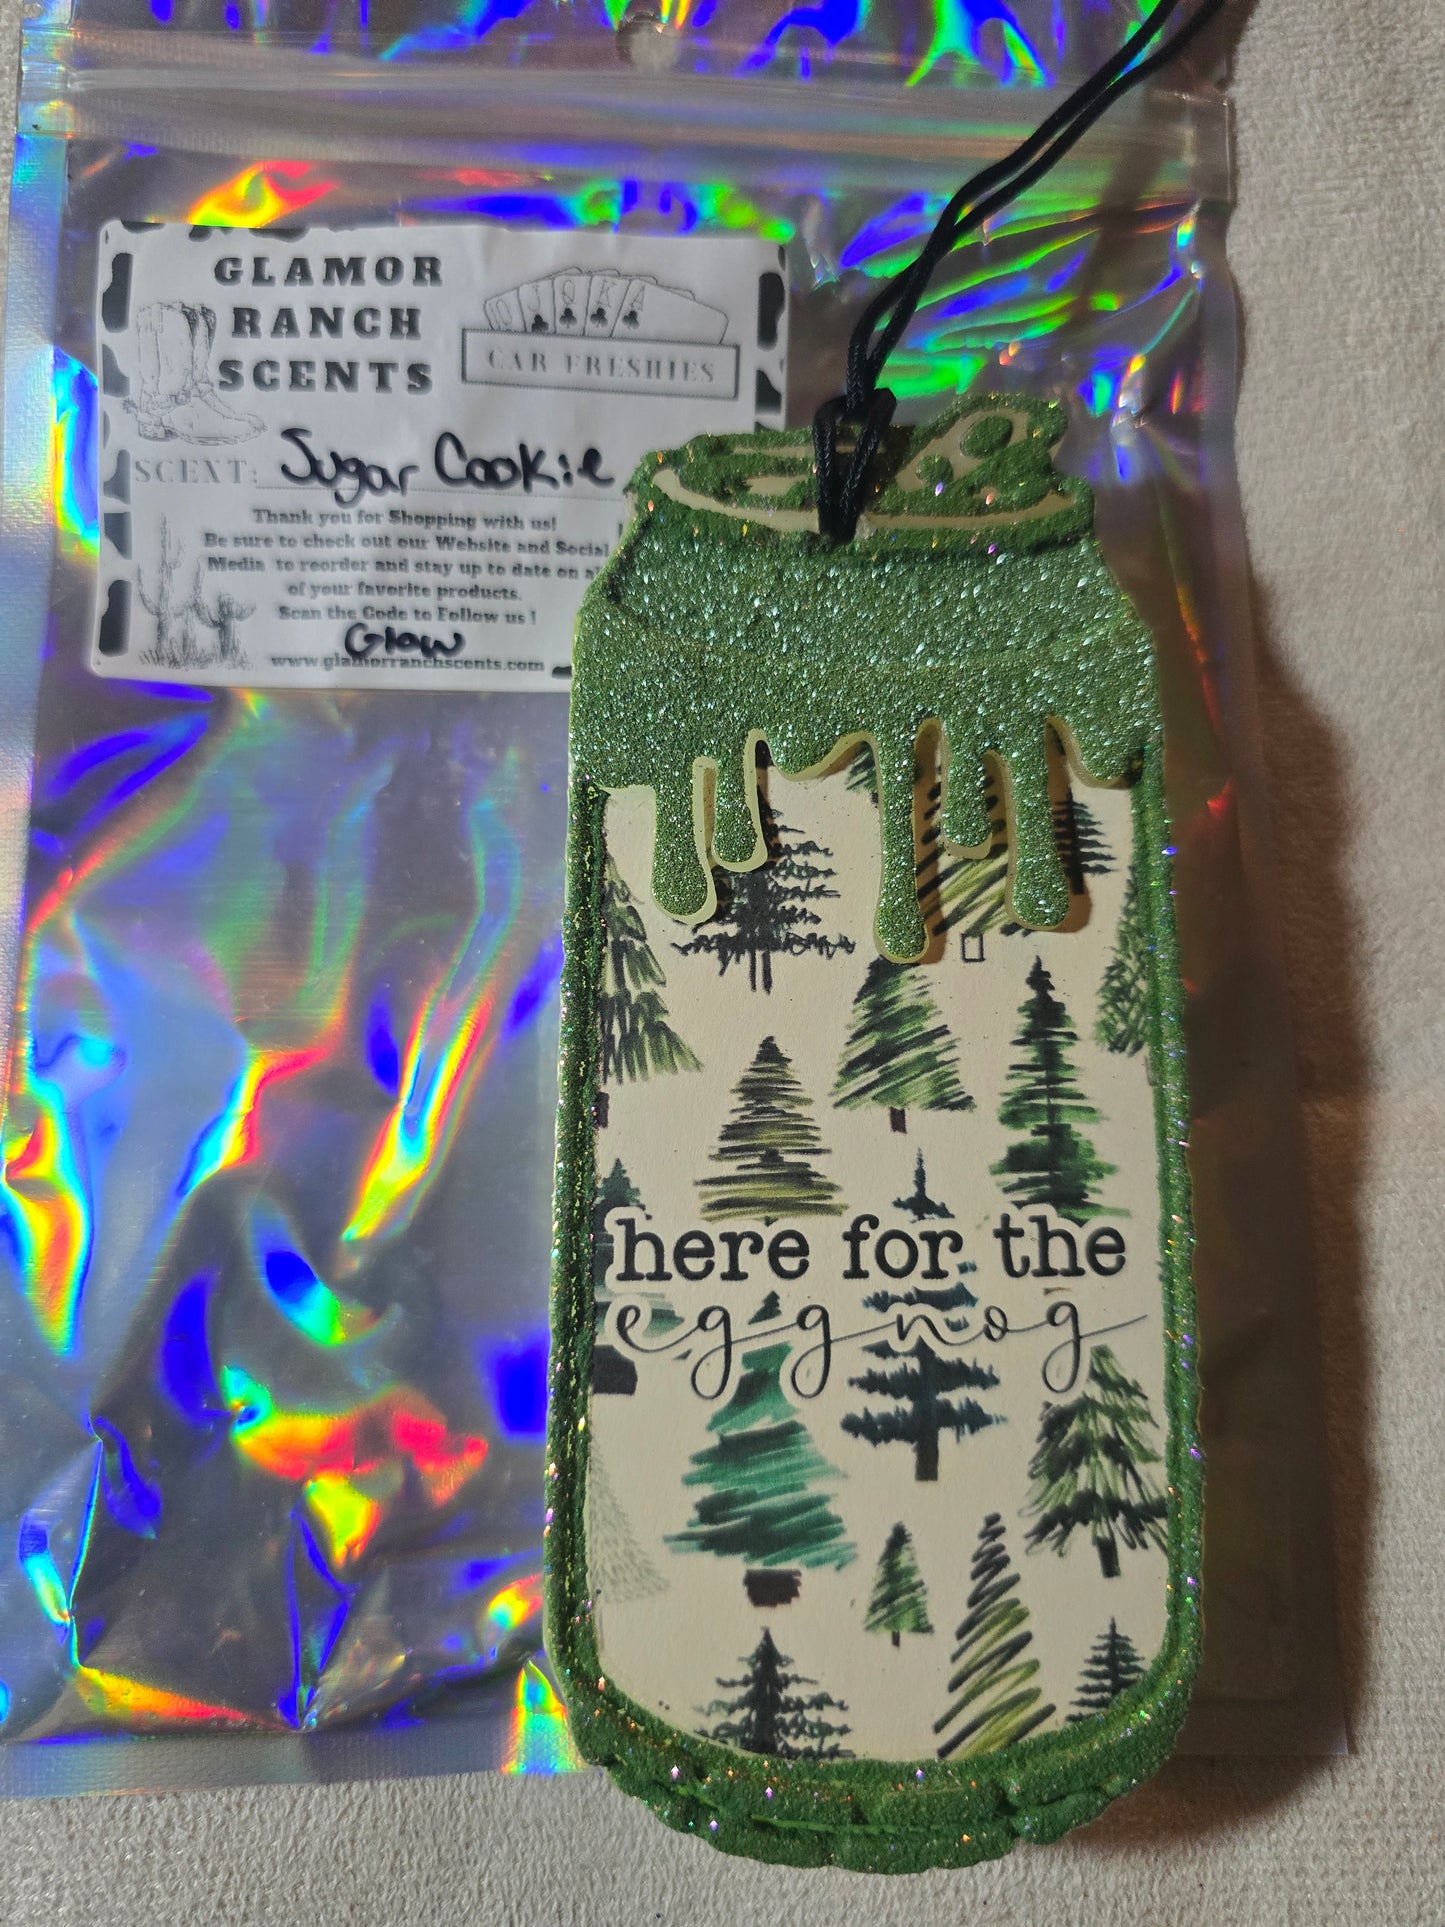 GLAMOR
RANCH
SCENTS
10 J Q K A
CAR FRESHIES
SCENT: Sugar Cookie
Thank you for Shopping with us!
Be sure to check out our Website and Social
Media to reorder and stay up to date on
of your favorite products.
Scan the Code to Follow us!
Glow
www.glamorranchscents.com
here for the
eggnog